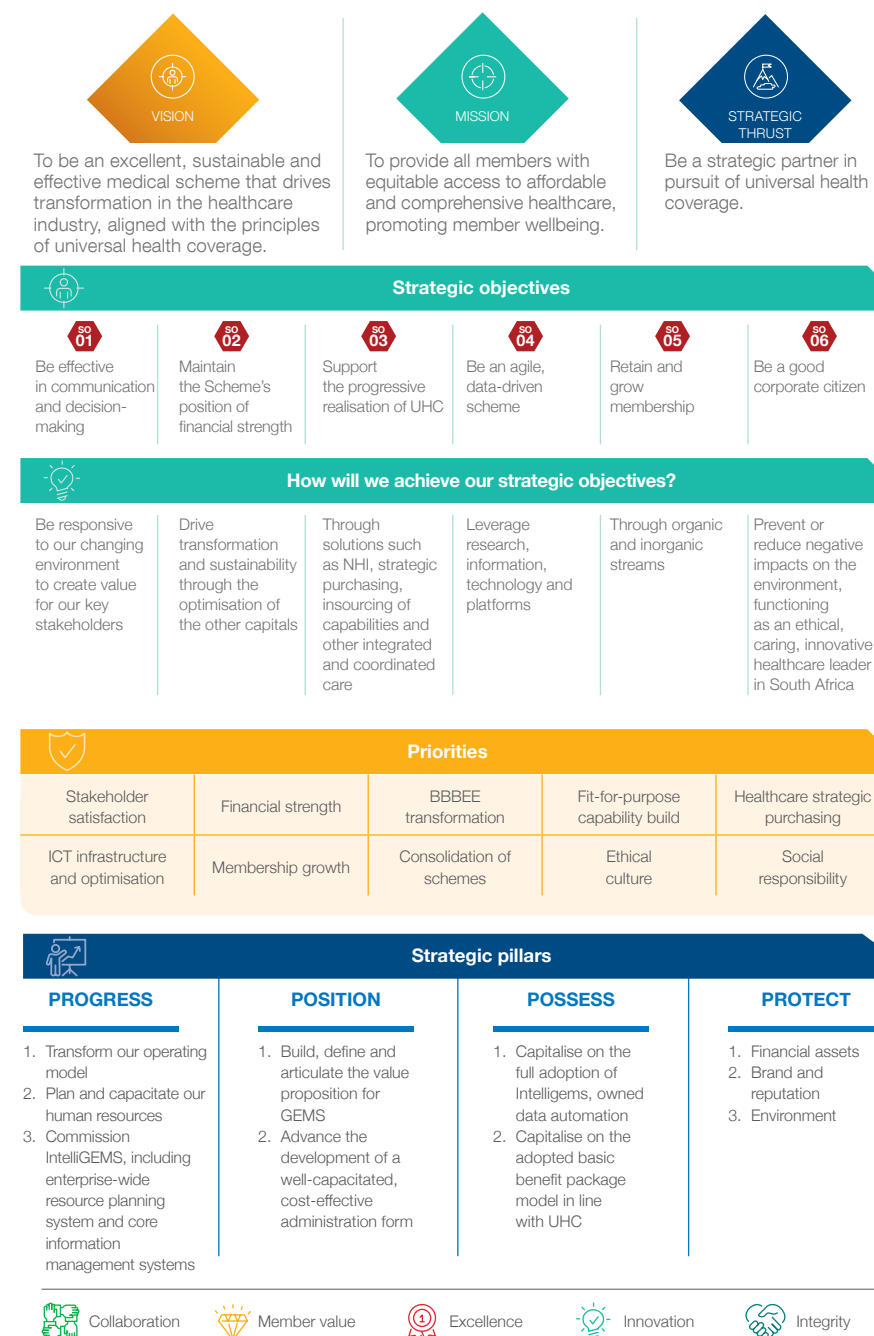 VISION
To be an excellent, sustainable and
effective medical scheme that drives
transformation in the healthcare
industry, aligned with the principles
of universal health coverage.
MISSION
To provide all members with
equitable access to affordable
and comprehensive healthcare,
promoting member wellbeing.
STRATEGIC
THRUST
Be a strategic partner in
pursuit of universal health
coverage.
Strategic objectives
SO
01
Be effective
in communication
and decision-
making
SO
02
Maintain
the Scheme's
position of
financial strength
SO
03
Support
the progressive
realisation of UHC
SO
04
Be an agile,
data-driven
scheme
SO
05
Retain and
grow
membership
SO
06
Be a good
corporate citizen
How will we achieve our strategic objectives?
Be responsive
to our changing
environment
to create value
for our key
stakeholders
Drive
transformation
and sustainability
through the
optimisation of
the other capitals
Through
solutions such
as NHI, strategic
purchasing,
insourcing of
capabilities and
other integrated
and coordinated
care
Leverage
research,
information,
technology and
platforms
Through organic
and inorganic
streams
Prevent or
reduce negative
impacts on the
environment,
functioning
as an ethical,
caring, innovative
healthcare leader
in South Africa
Priorities
Stakeholder
satisfaction
Financial strength
BBBEE
transformation
Fit-for-purpose
capability build
Healthcare strategic
purchasing
ICT infrastructure
and optimisation
Membership growth
Consolidation of
schemes
Ethical
culture
Social
responsibility
Strategic pillars
PROGRESS
1. Transform our operating
model
2. Plan and capacitate our
human resources
3. Commission
IntelliGEMS, including
enterprise-wide
resource planning
system and core
information
management systems
POSITION
1. Build, define and
articulate the value
proposition for
GEMS
2. Advance the
development of a
well-capacitated,
cost-effective
administration form
POSSESS
1. Capitalise on the
full adoption of
Intelligems, owned
data automation
2. Capitalise on the
adopted basic
benefit package
model in line
with UHC
PROTECT
1. Financial assets
2. Brand and
reputation
3. Environment
Collaboration
Member value
1
Excellence
Innovation
Integrity